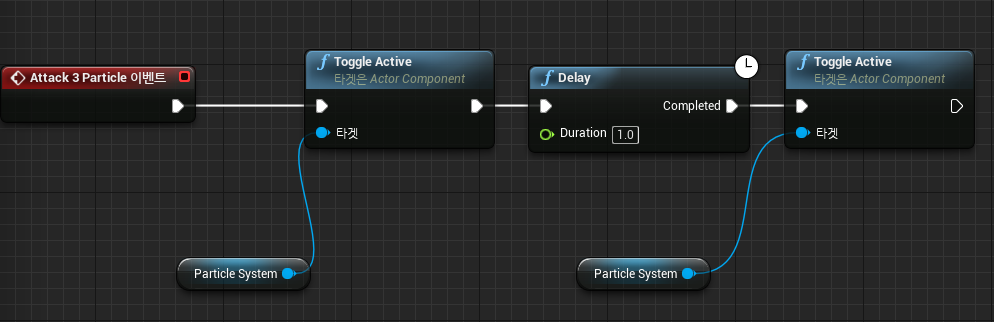 Attack 3 Particle 이벤트
Toggle Active
타겟은 Actor Component
타겟
Delay
Completed
Duration 1.0
Toggle Active
타겟은 Actor Component
타겟
Particle System
Particle System